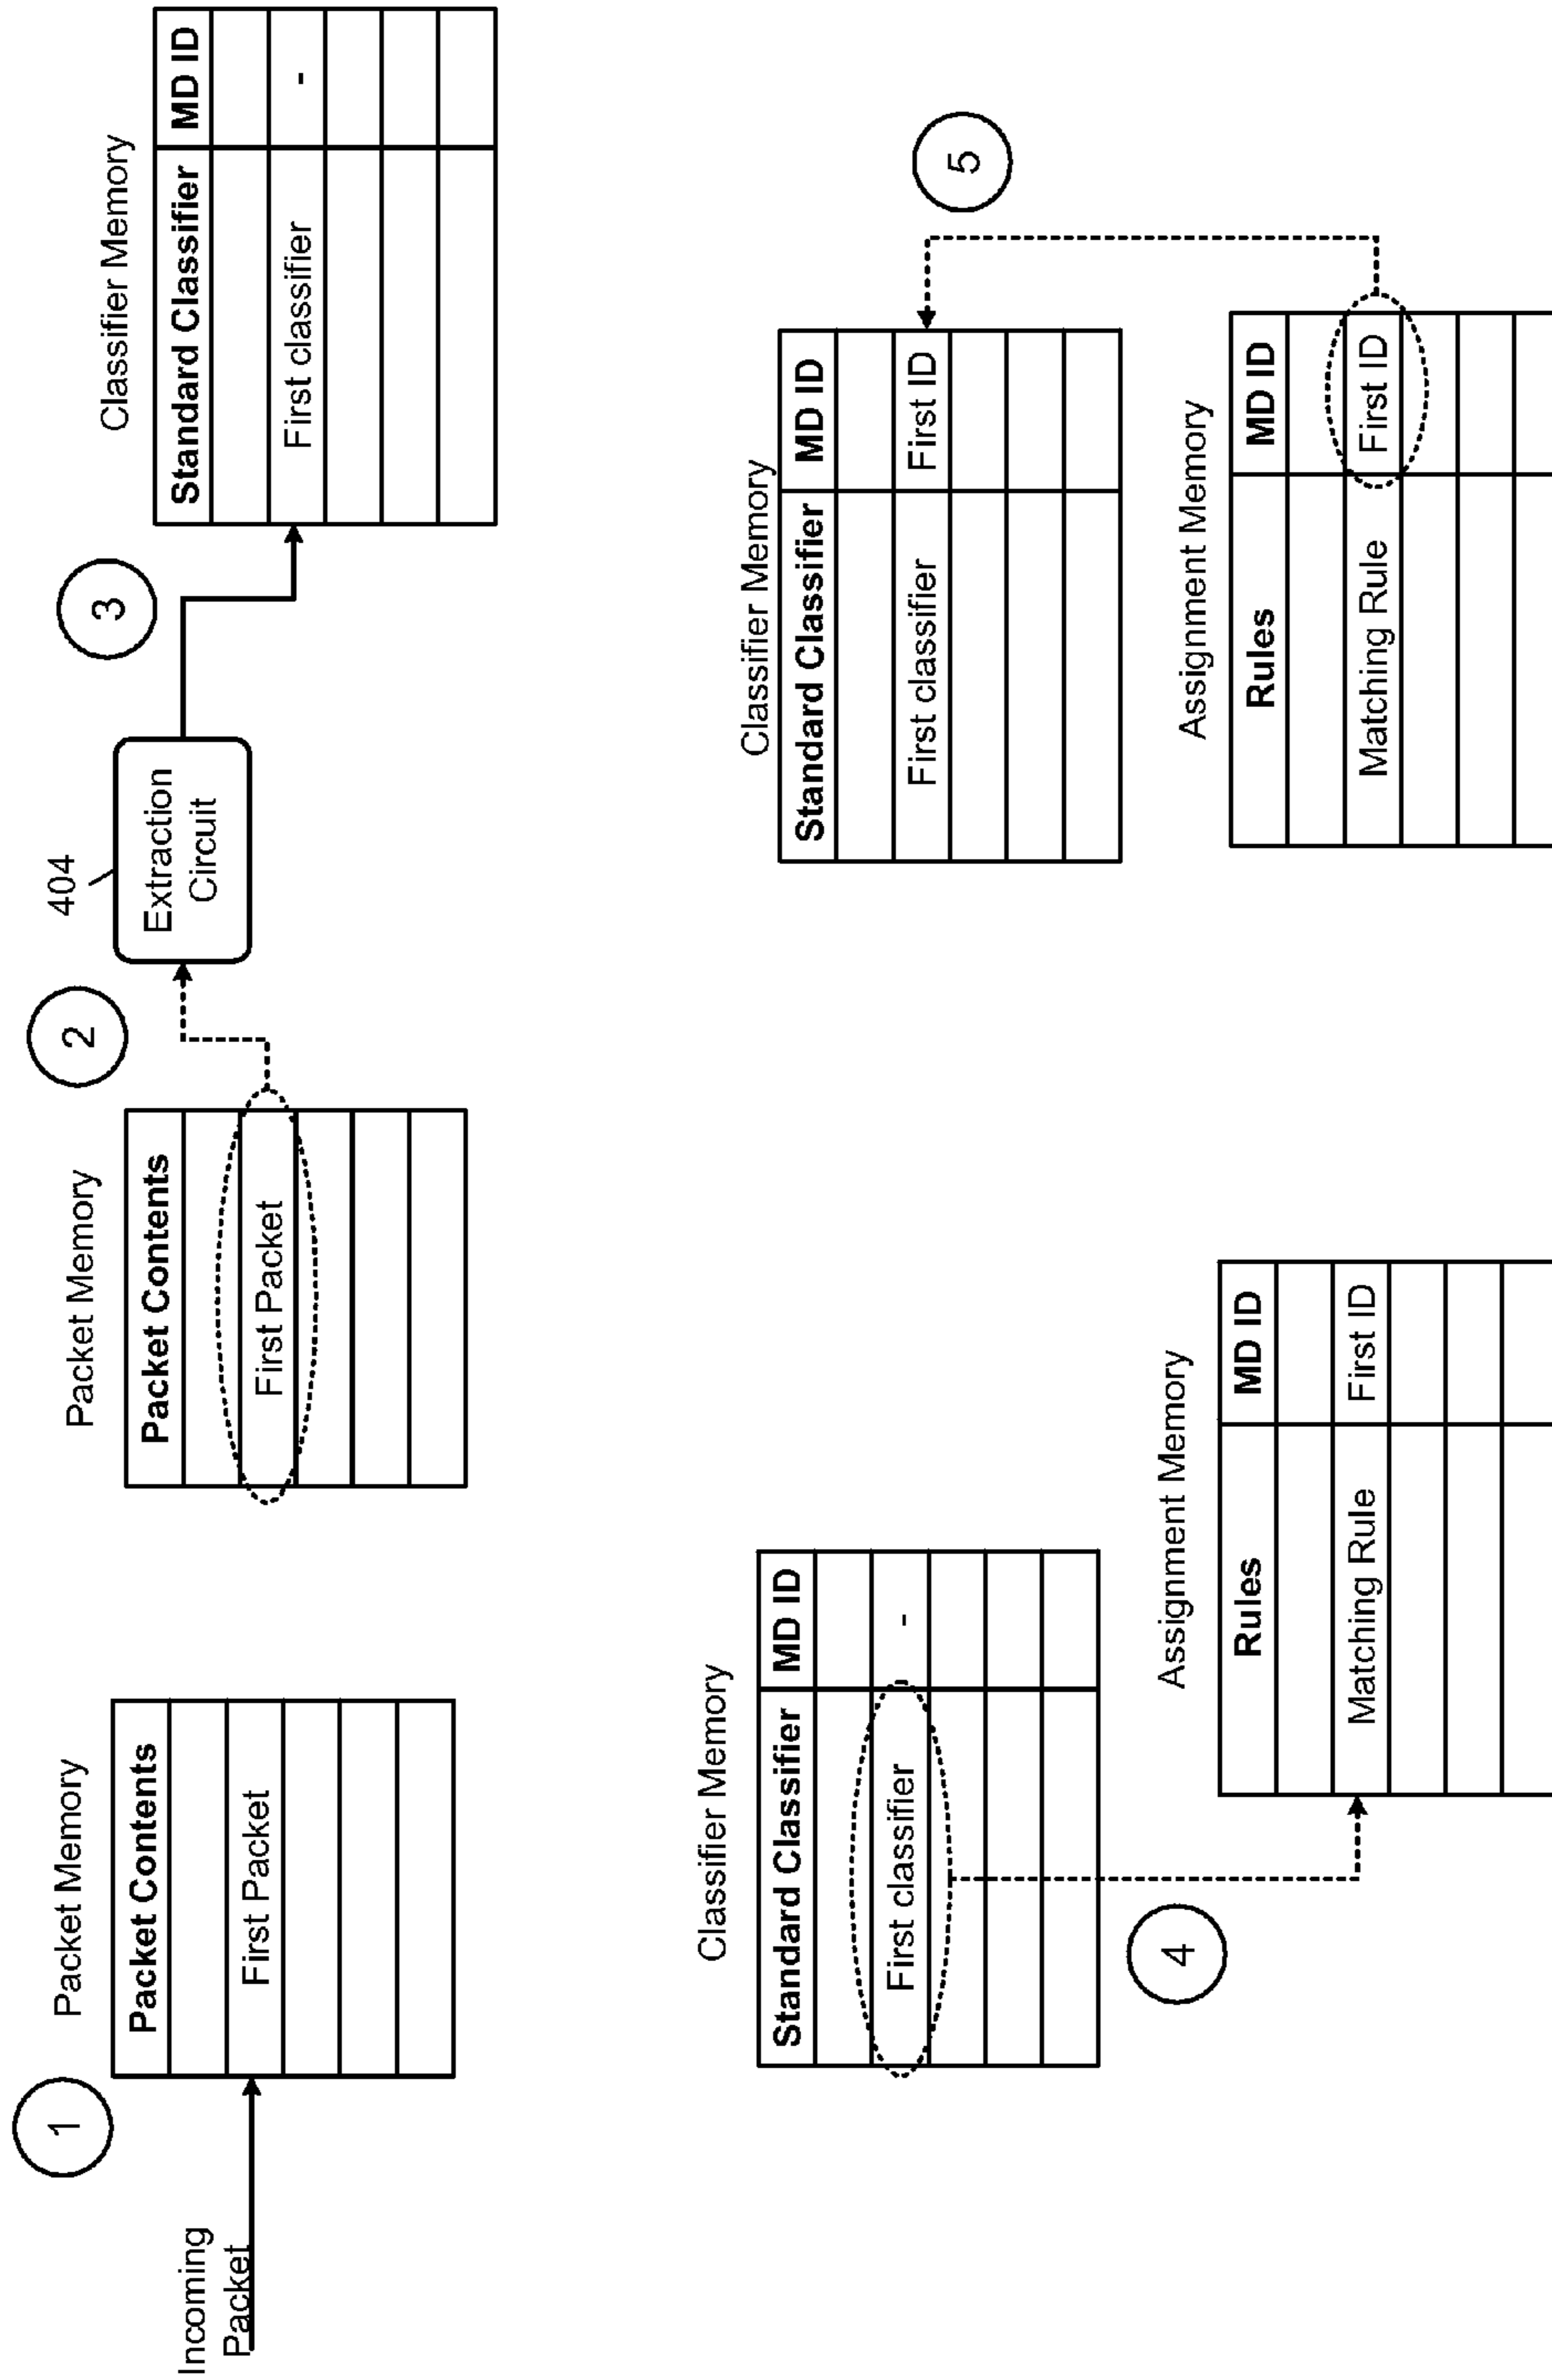 1
Incoming
Packet
Packet Memory
Packet Contents
First Packet
2
Packet Memory
Packet Contents
First Packet
404
Extraction
Circuit
3
Classifier Memory
Standard Classifier MD ID
First classifier -
4
Classifier Memory
Standard Classifier MD ID
First classifier -
Assignment Memory
Rules MD ID
Matching Rule First ID
5
Classifier Memory
Standard Classifier MD ID
First classifier First ID
Assignment Memory
Rules MD ID
Matching Rule First ID